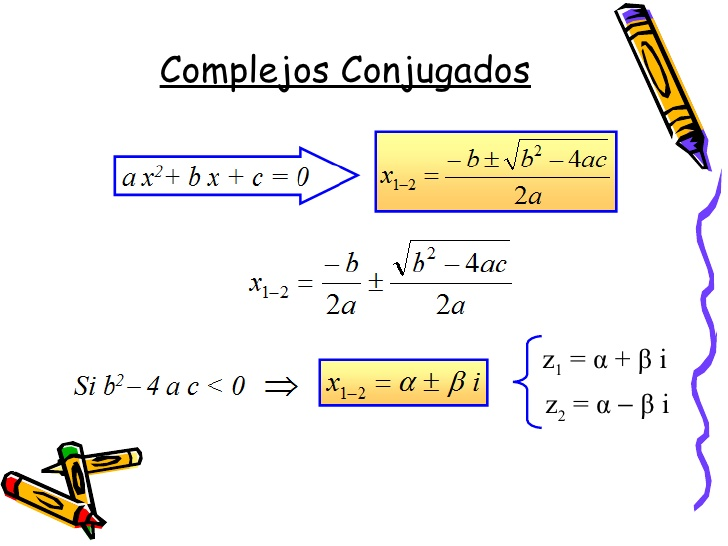 Complejos Conjugados
a x²+ b x + c = 0
x₁₋₂ = (– b ± √(b² – 4ac)) / 2a
x₁₋₂ = – b / 2a ± √(b² – 4ac) / 2a
Si b² – 4 a c < 0 ⇒ x₁₋₂ = α ± β i
z₁ = α + β i
z₂ = α – β i